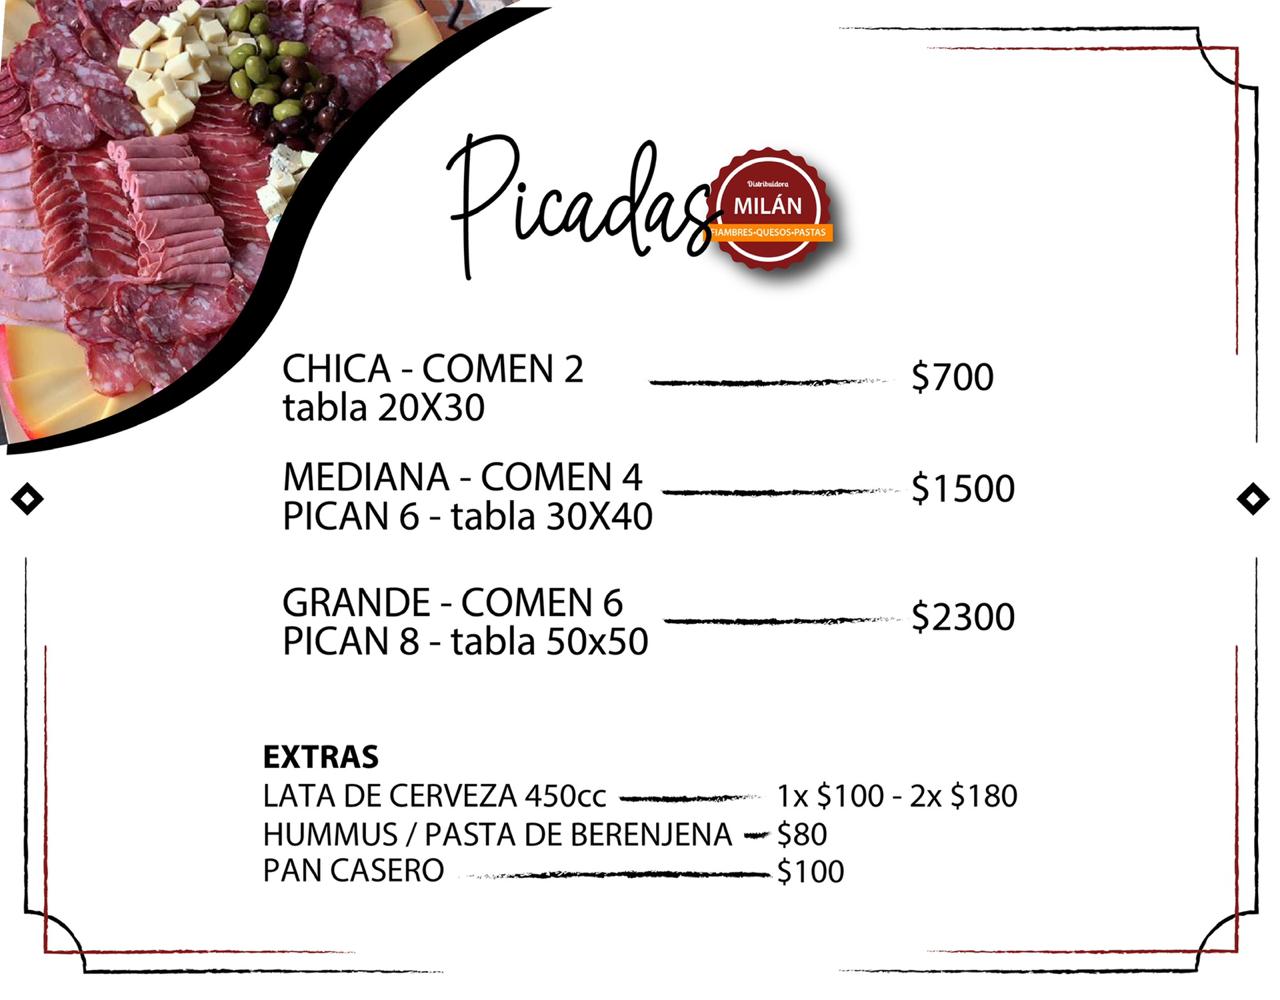 Picadas
Distribuidora
MILÁN
FIAMBRES•QUESOS•PASTAS
CHICA - COMEN 2
tabla 20X30
$700
MEDIANA - COMEN 4
PICAN 6 - tabla 30X40
$1500
GRANDE - COMEN 6
PICAN 8 - tabla 50x50
$2300
EXTRAS
LATA DE CERVEZA 450cc 1x $100 - 2x $180
HUMMUS / PASTA DE BERENJENA $80
PAN CASERO $100